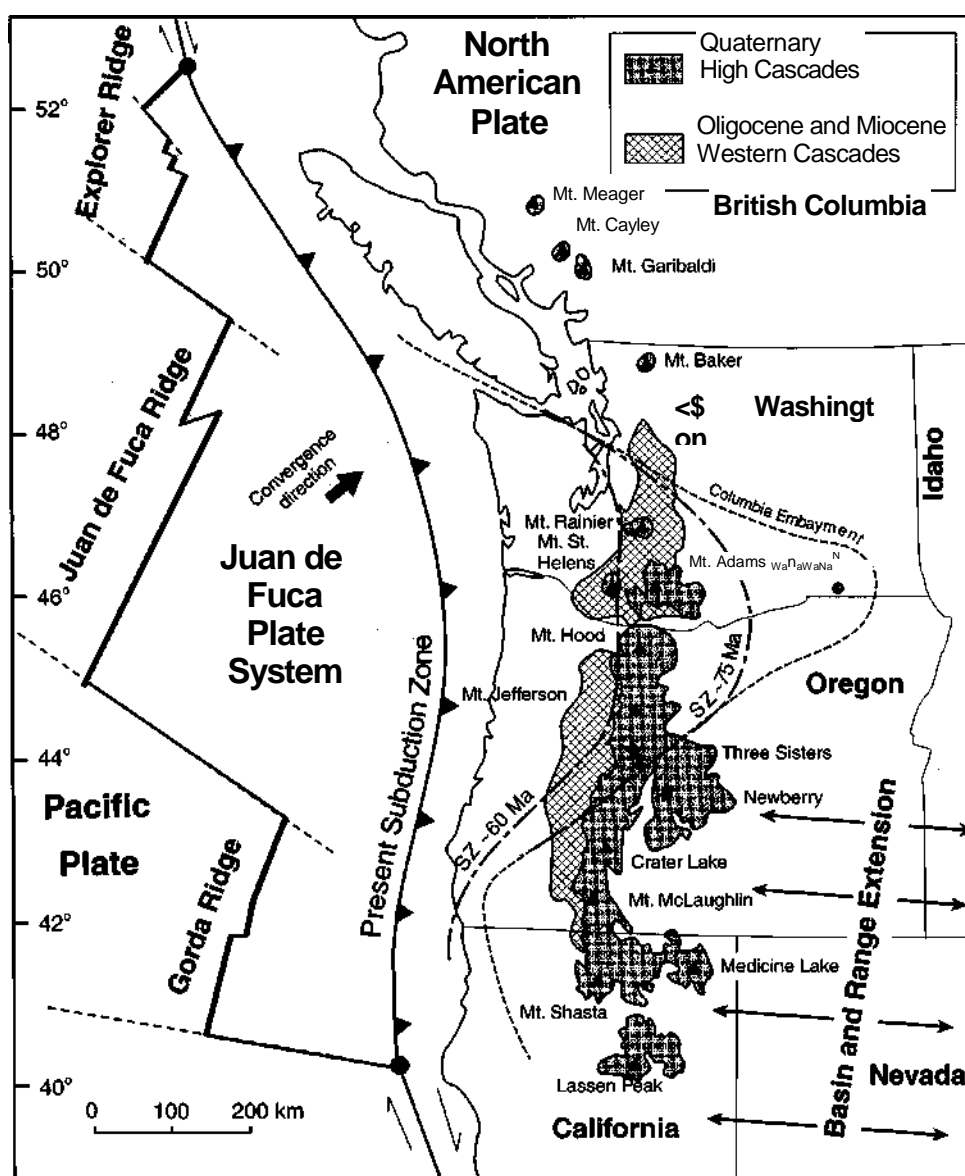 North
American
Plate
Quaternary
High Cascades
Oligocene and Miocene
Western Cascades
British Columbia
52°
50°
48°
46°
44°
42°
40°
Explorer Ridge
Mt. Meager
Mt. Cayley
Mt. Garibaldi
Mt. Baker
<$ Washingt
on
Idaho
Juan de Fuca Ridge
Convergence
direction
Columbia Embayment
Mt. Rainier
Mt. St.
Helens
Mt. Adams WanaWaNa N
Juan de
Fuca
Plate
System
Mt. Hood
SZ ~75 Ma
Oregon
Mt. Jefferson
Present Subduction Zone
Three Sisters
Newberry
SZ ~60 Ma
Pacific
Plate
Crater Lake
Mt. McLaughlin
Gorda Ridge
Medicine Lake
Mt. Shasta
Basin and Range Extension
Nevada
Lassen Peak
California
0 100 200 km